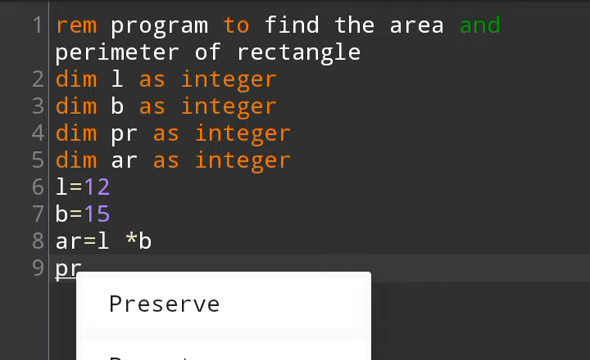 1 rem program to find the area and
perimeter of rectangle
2 dim l as integer
3 dim b as integer
4 dim pr as integer
5 dim ar as integer
6 l=12
7 b=15
8 ar=l *b
9 pr
Preserve